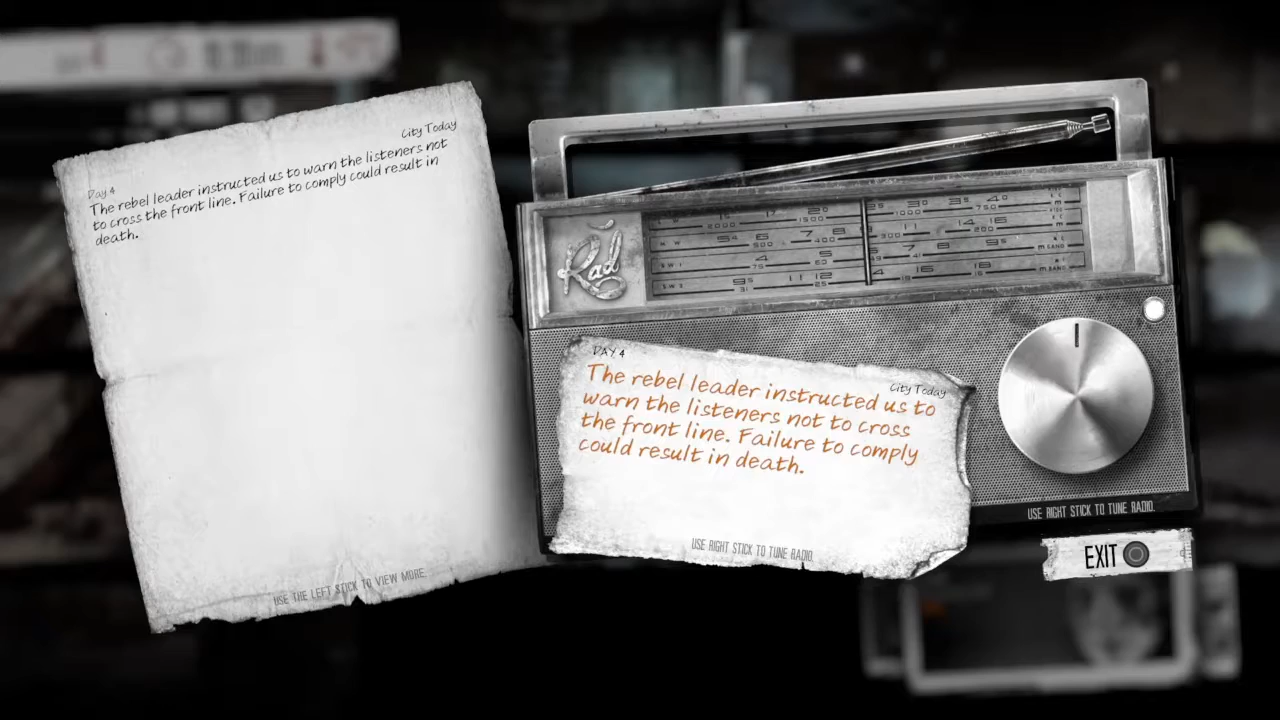 City Today
Day 4
The rebel leader instructed us to warn the listeners not
to cross the front line. Failure to comply could result in
death.
USE THE LEFT STICK TO VIEW MORE.
Rad
DAY 4
City Today
The rebel leader instructed us to
warn the listeners not to cross
the front line. Failure to comply
could result in death.
USE RIGHT STICK TO TUNE RADIO.
USE RIGHT STICK TO TUNE RADIO.
EXIT